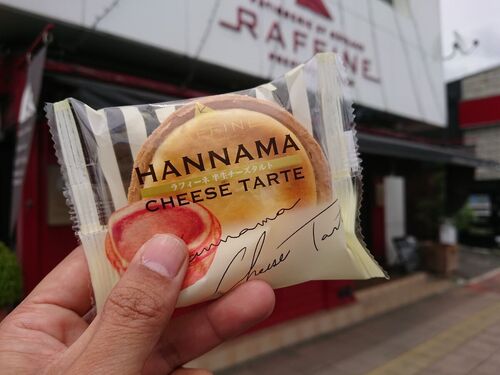 RAFFINE
HANNAMA
ラフィーネ 半生チーズタルト
CHEESE TARTE
Hannama
Cheese Tart